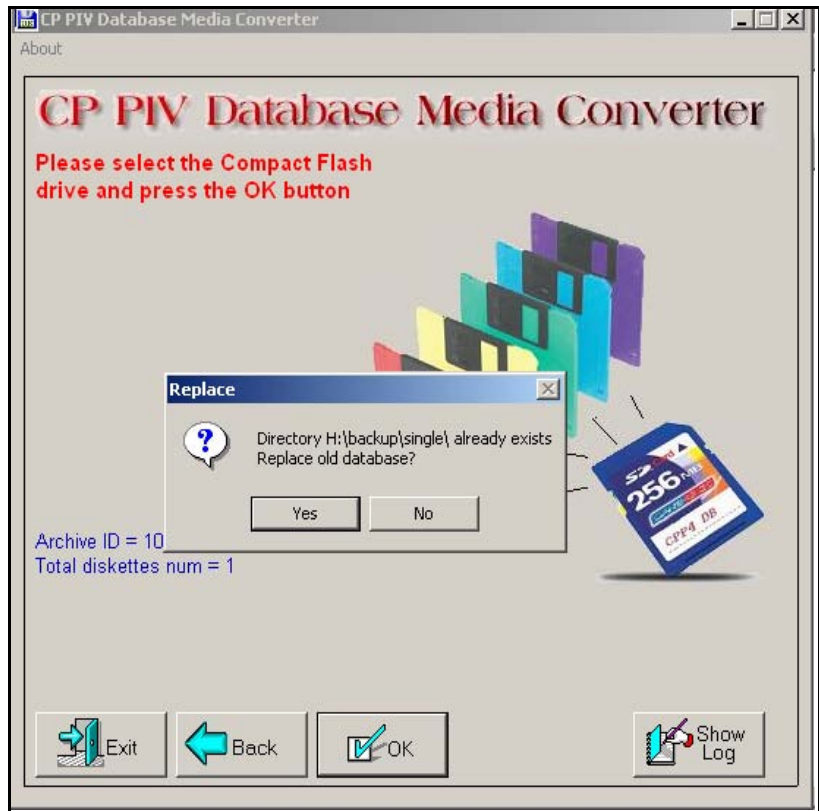 CP PIV Database Media Converter
About
CP PIV Database Media Converter
Please select the Compact Flash
drive and press the OK button
Replace
Directory H:\backup\single\ already exists
Replace old database?
Yes
No
256
CPP4 DB
Archive ID = 10
Total diskettes num = 1
Exit
Back
OK
Show
Log